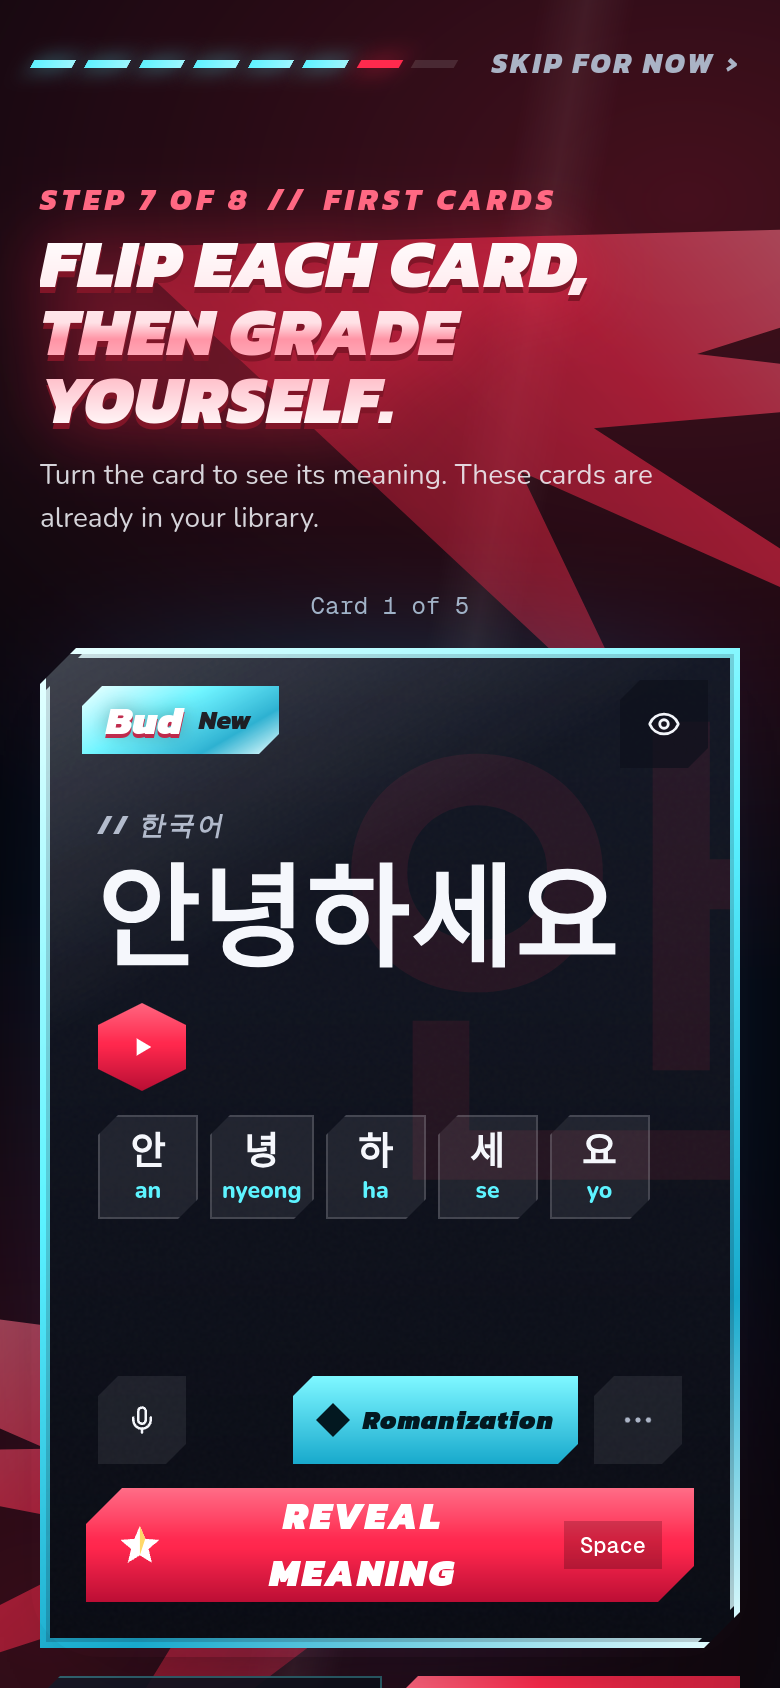 SKIP FOR NOW ›
STEP 7 OF 8 // FIRST CARDS
FLIP EACH CARD,
THEN GRADE
YOURSELF.
Turn the card to see its meaning. These cards are
already in your library.
Card 1 of 5
Bud New
// 한국어
안녕하세요
안 녕 하 세 요
an nyeong ha se yo
Romanization
REVEAL
MEANING
Space